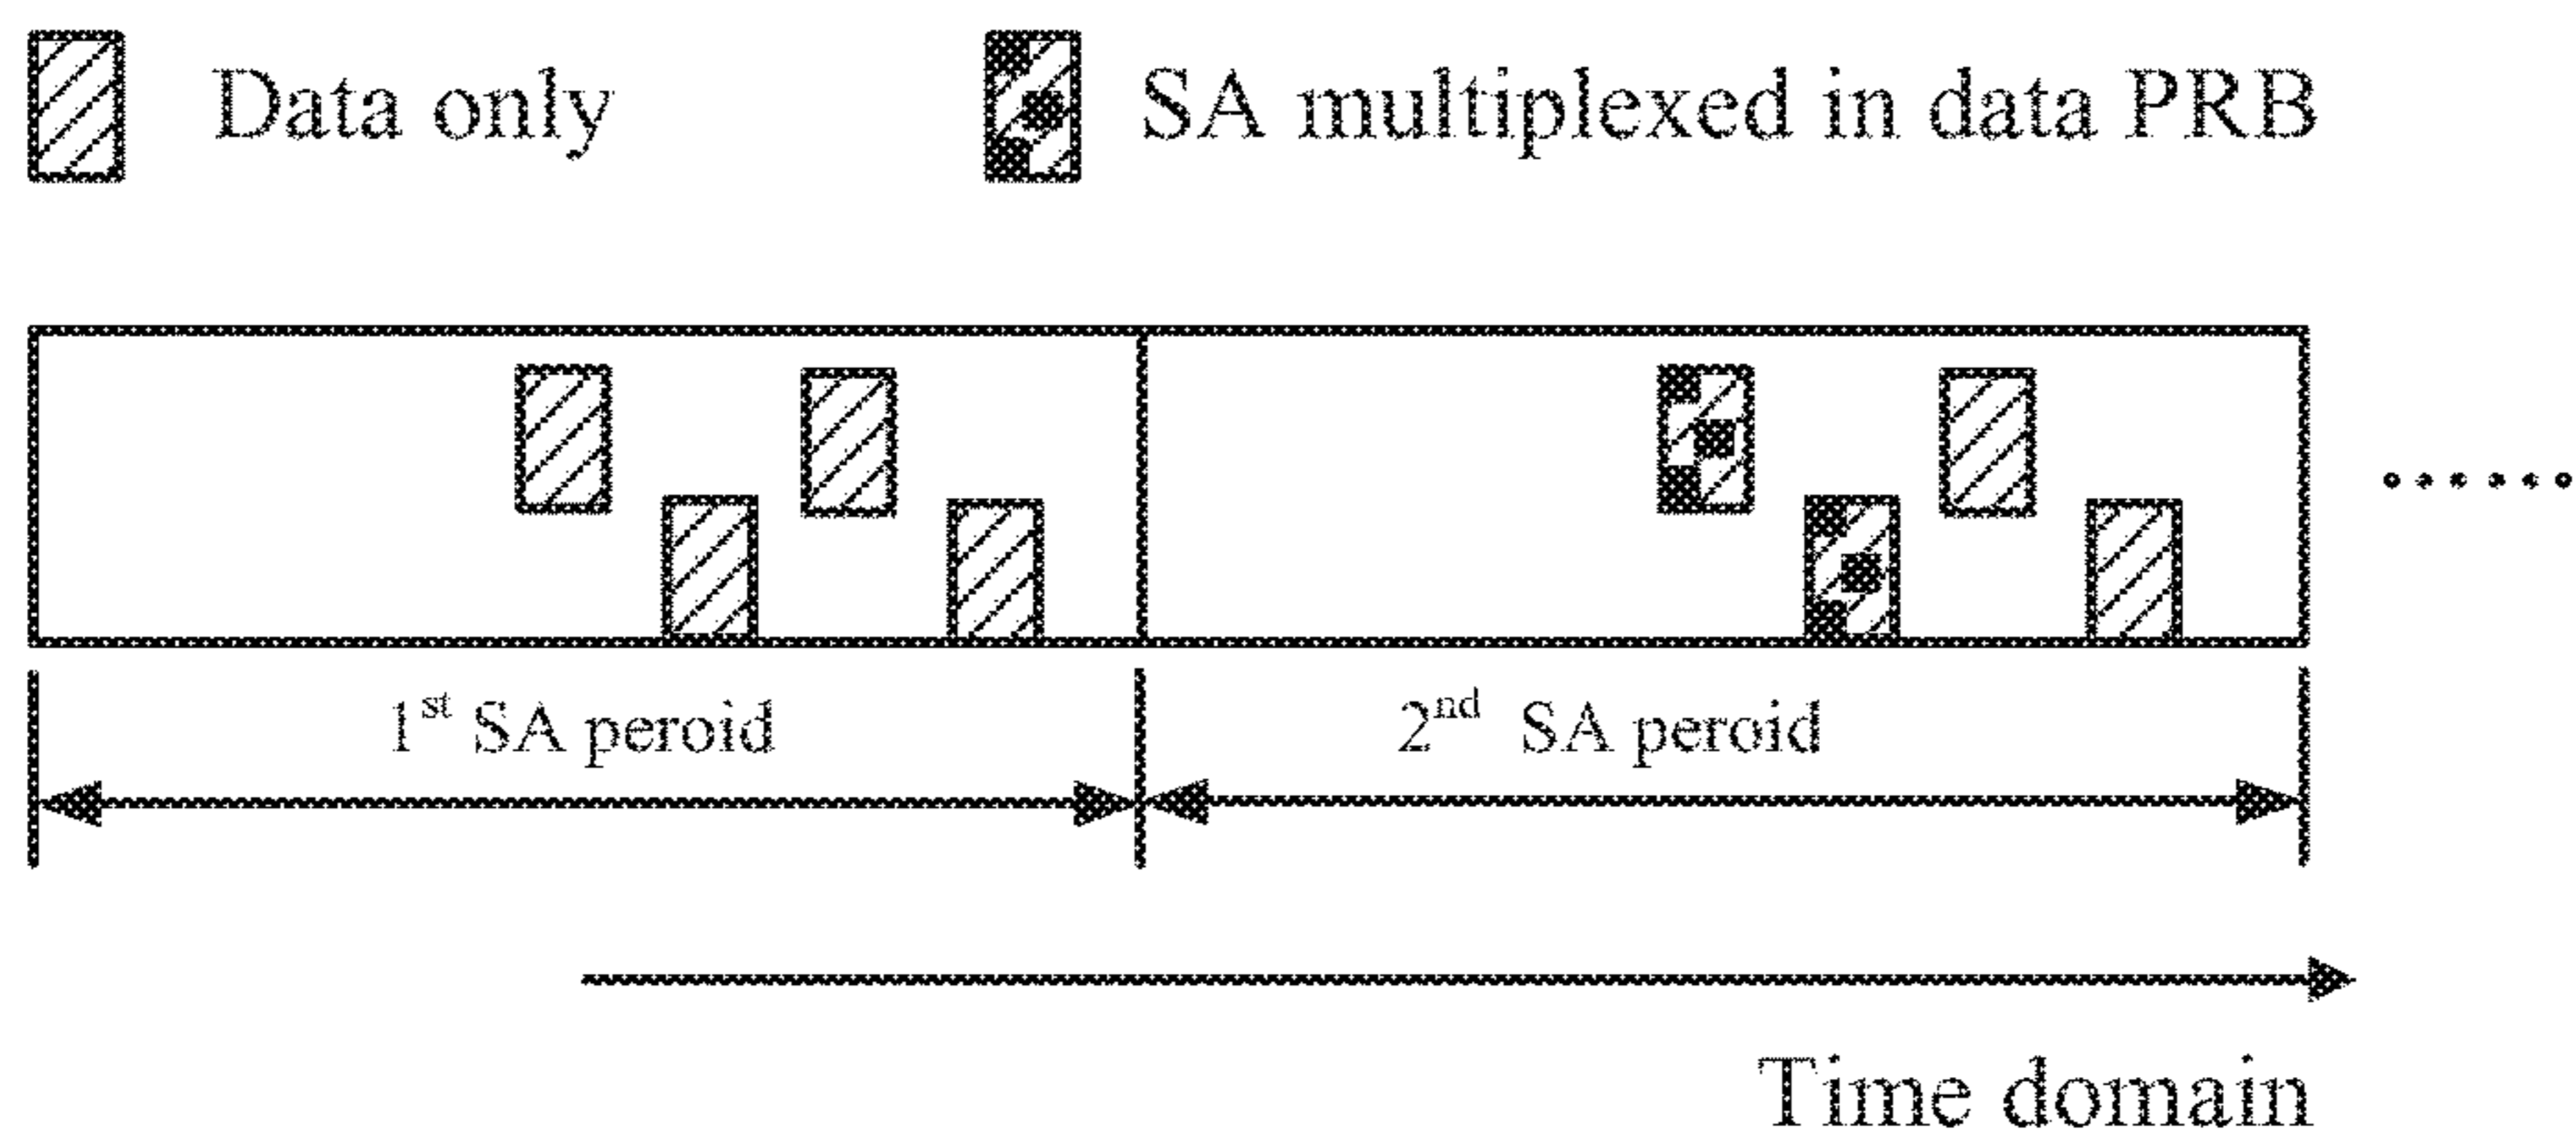 Data only
SA multiplexed in data PRB
1st SA peroid
2nd SA peroid
Time domain